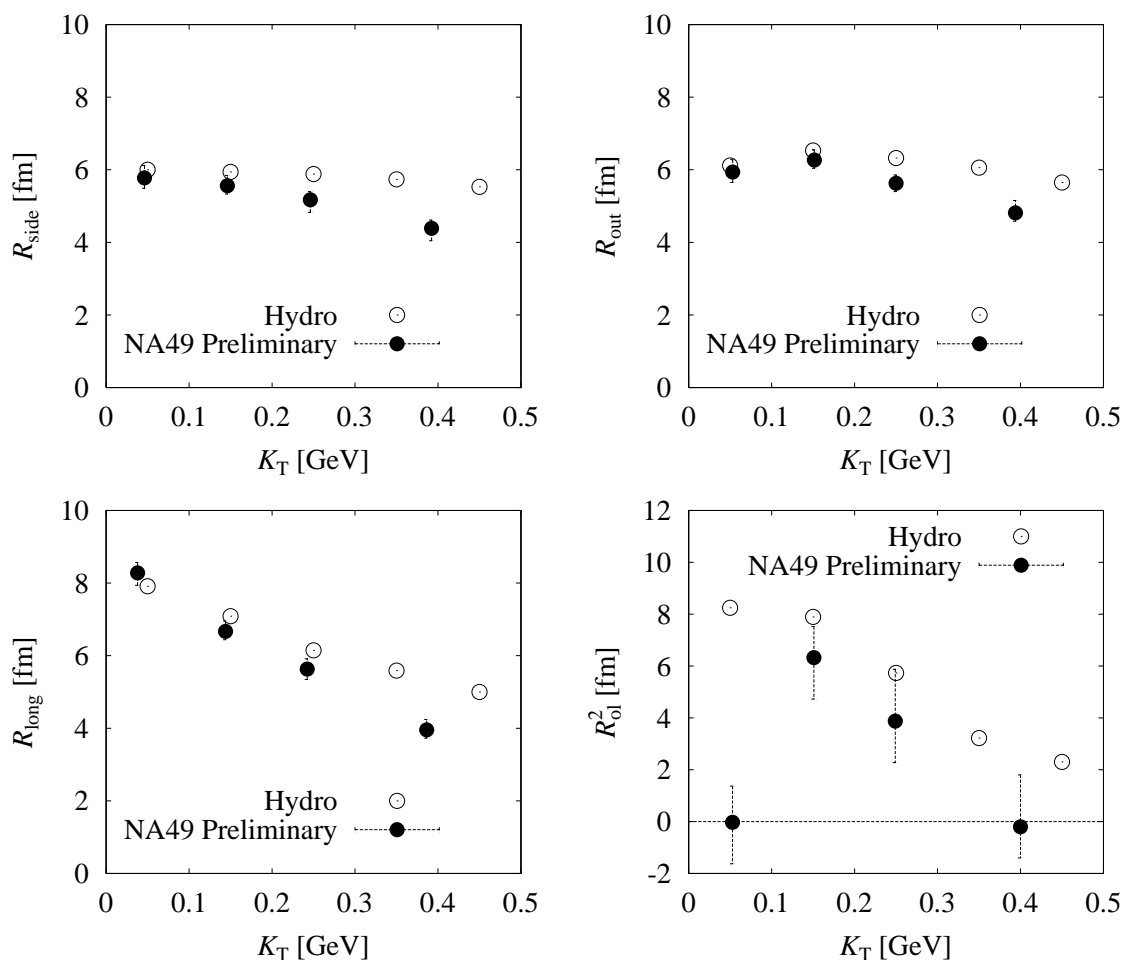 10
8
6
4
2
0
R_side [fm]
Hydro
NA49 Preliminary
0 0.1 0.2 0.3 0.4 0.5
K_T [GeV]
10
8
6
4
2
0
R_out [fm]
Hydro
NA49 Preliminary
0 0.1 0.2 0.3 0.4 0.5
K_T [GeV]
10
8
6
4
2
0
R_long [fm]
Hydro
NA49 Preliminary
0 0.1 0.2 0.3 0.4 0.5
K_T [GeV]
12
10
8
6
4
2
0
-2
R_ol^2 [fm]
Hydro
NA49 Preliminary
0 0.1 0.2 0.3 0.4 0.5
K_T [GeV]